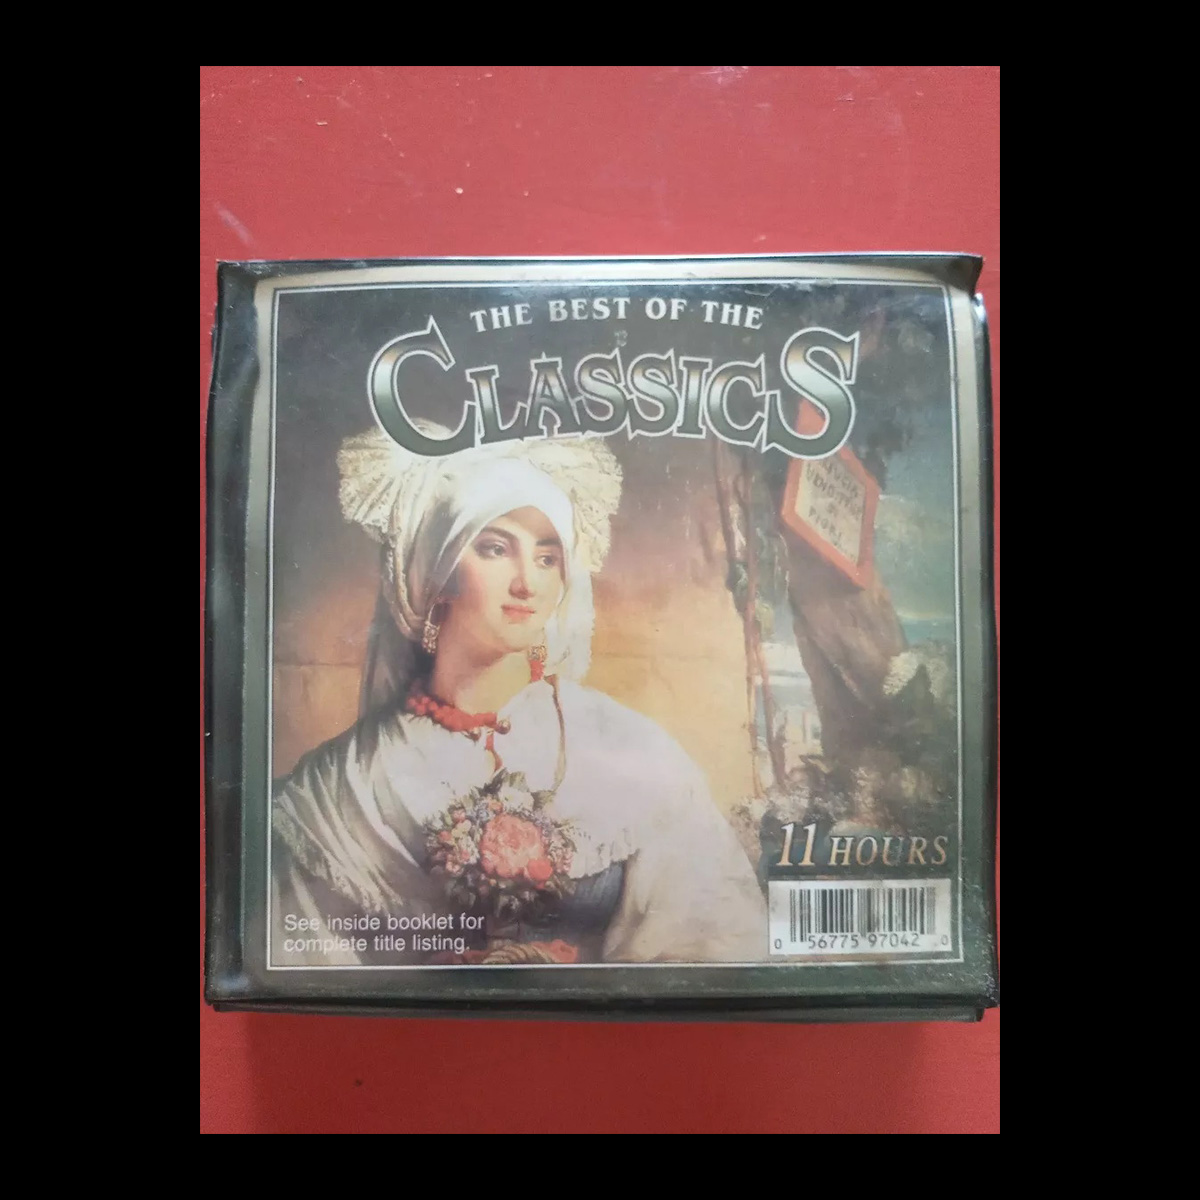 THE BEST OF THE
CLASSICS
11 HOURS
See inside booklet for
complete title listing.
0 56775 97042 0